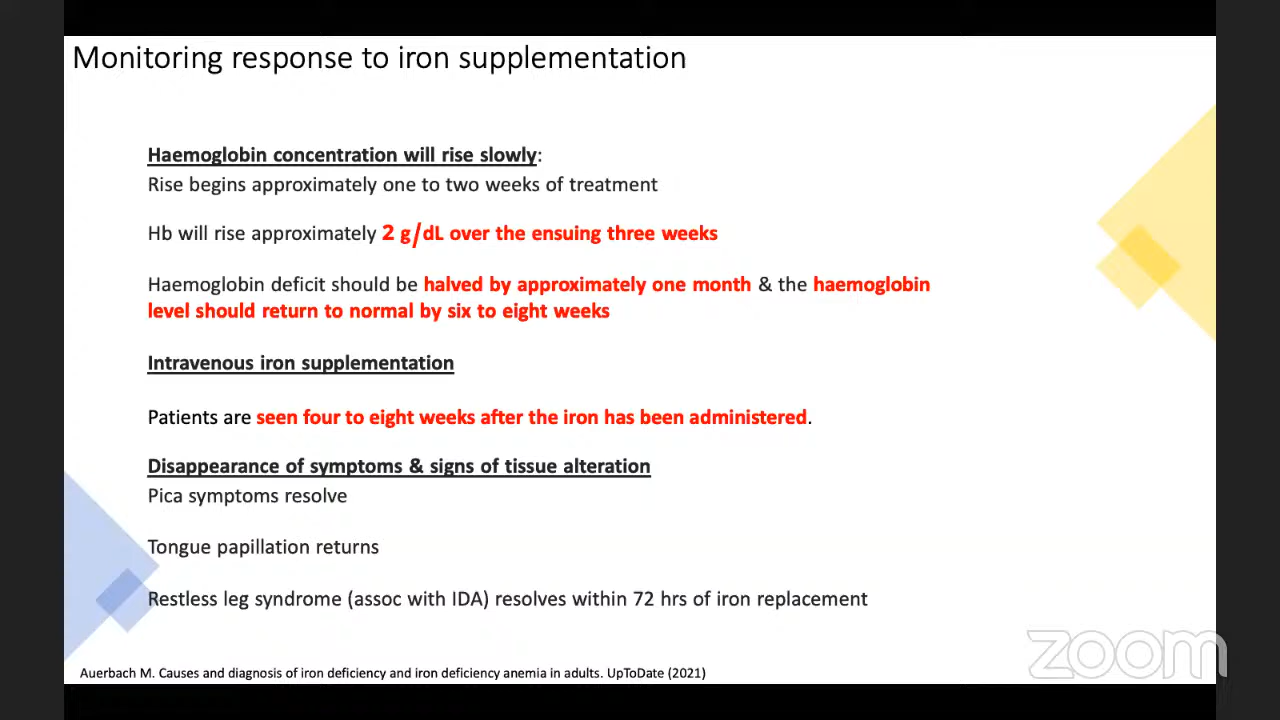 Monitoring response to iron supplementation
Haemoglobin concentration will rise slowly:
Rise begins approximately one to two weeks of treatment
Hb will rise approximately 2 g/dL over the ensuing three weeks
Haemoglobin deficit should be halved by approximately one month & the haemoglobin
level should return to normal by six to eight weeks
Intravenous iron supplementation
Patients are seen four to eight weeks after the iron has been administered.
Disappearance of symptoms & signs of tissue alteration
Pica symptoms resolve
Tongue papillation returns
Restless leg syndrome (assoc with IDA) resolves within 72 hrs of iron replacement
zoom
Auerbach M. Causes and diagnosis of iron deficiency and iron deficiency anemia in adults. UpToDate (2021)